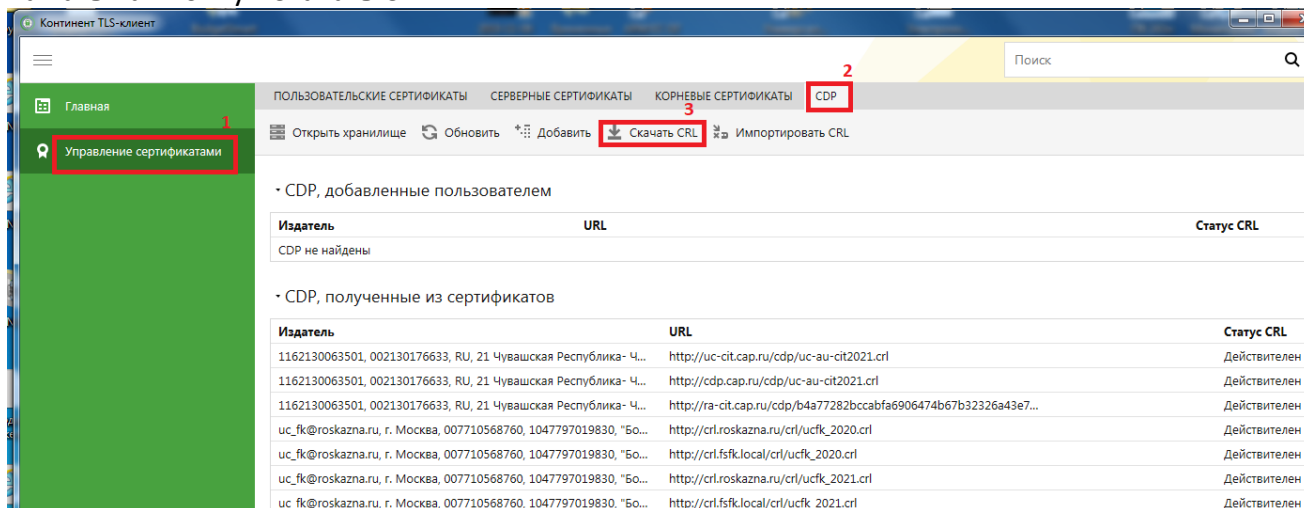 Континент TLS-клиент
Поиск
2
ПОЛЬЗОВАТЕЛЬСКИЕ СЕРТИФИКАТЫ СЕРВЕРНЫЕ СЕРТИФИКАТЫ КОРНЕВЫЕ СЕРТИФИКАТЫ CDP
Главная
3
1
Открыть хранилище Обновить Добавить Скачать CRL Импортировать CRL
Управление сертификатами
CDP, добавленные пользователем
Издатель URL Статус CRL
CDP не найдены
CDP, полученные из сертификатов
Издатель URL Статус CRL
1162130063501, 002130176633, RU, 21 Чувашская Республика- Ч... http://uc-cit.cap.ru/cdp/uc-au-cit2021.crl Действителен
1162130063501, 002130176633, RU, 21 Чувашская Республика- Ч... http://cdp.cap.ru/cdp/uc-au-cit2021.crl Действителен
1162130063501, 002130176633, RU, 21 Чувашская Республика- Ч... http://ra-cit.cap.ru/cdp/b4a77282bccabfa6906474b67b32326a43e7... Действителен
uc_fk@roskazna.ru, г. Москва, 007710568760, 1047797019830, "Бо... http://crl.roskazna.ru/crl/ucfk_2020.crl Действителен
uc_fk@roskazna.ru, г. Москва, 007710568760, 1047797019830, "Бо... http://crl.fsfk.local/crl/ucfk_2020.crl Действителен
uc_fk@roskazna.ru, г. Москва, 007710568760, 1047797019830, "Бо... http://crl.roskazna.ru/crl/ucfk_2021.crl Действителен
uc_fk@roskazna.ru, г. Москва, 007710568760, 1047797019830, "Бо... http://crl.fsfk.local/crl/ucfk_2021.crl Действителен